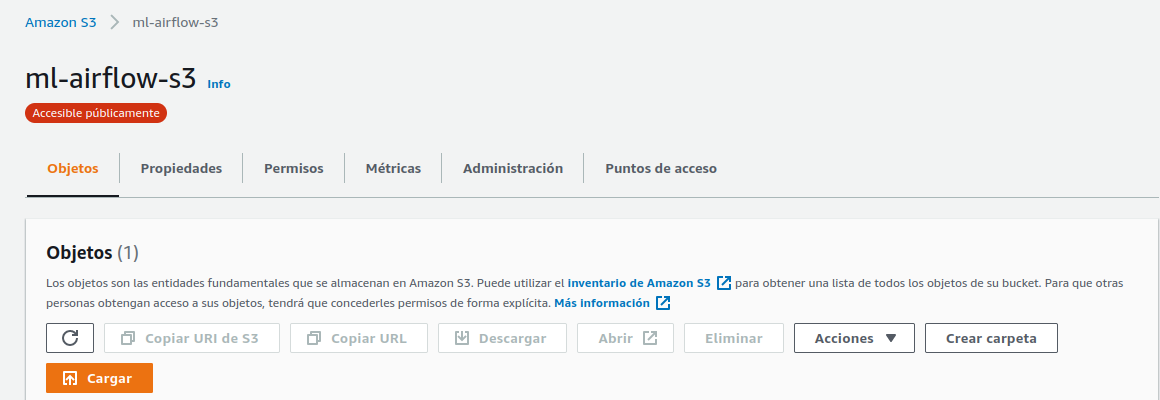 Amazon S3 > ml-airflow-s3
ml-airflow-s3 Info
Accesible públicamente
Objetos Propiedades Permisos Métricas Administración Puntos de acceso
Objetos (1)
Los objetos son las entidades fundamentales que se almacenan en Amazon S3. Puede utilizar el inventario de Amazon S3 para obtener una lista de todos los objetos de su bucket. Para que otras
personas obtengan acceso a sus objetos, tendrá que concederles permisos de forma explícita. Más información
Copiar URI de S3 Copiar URL Descargar Abrir Eliminar Acciones Crear carpeta
Cargar